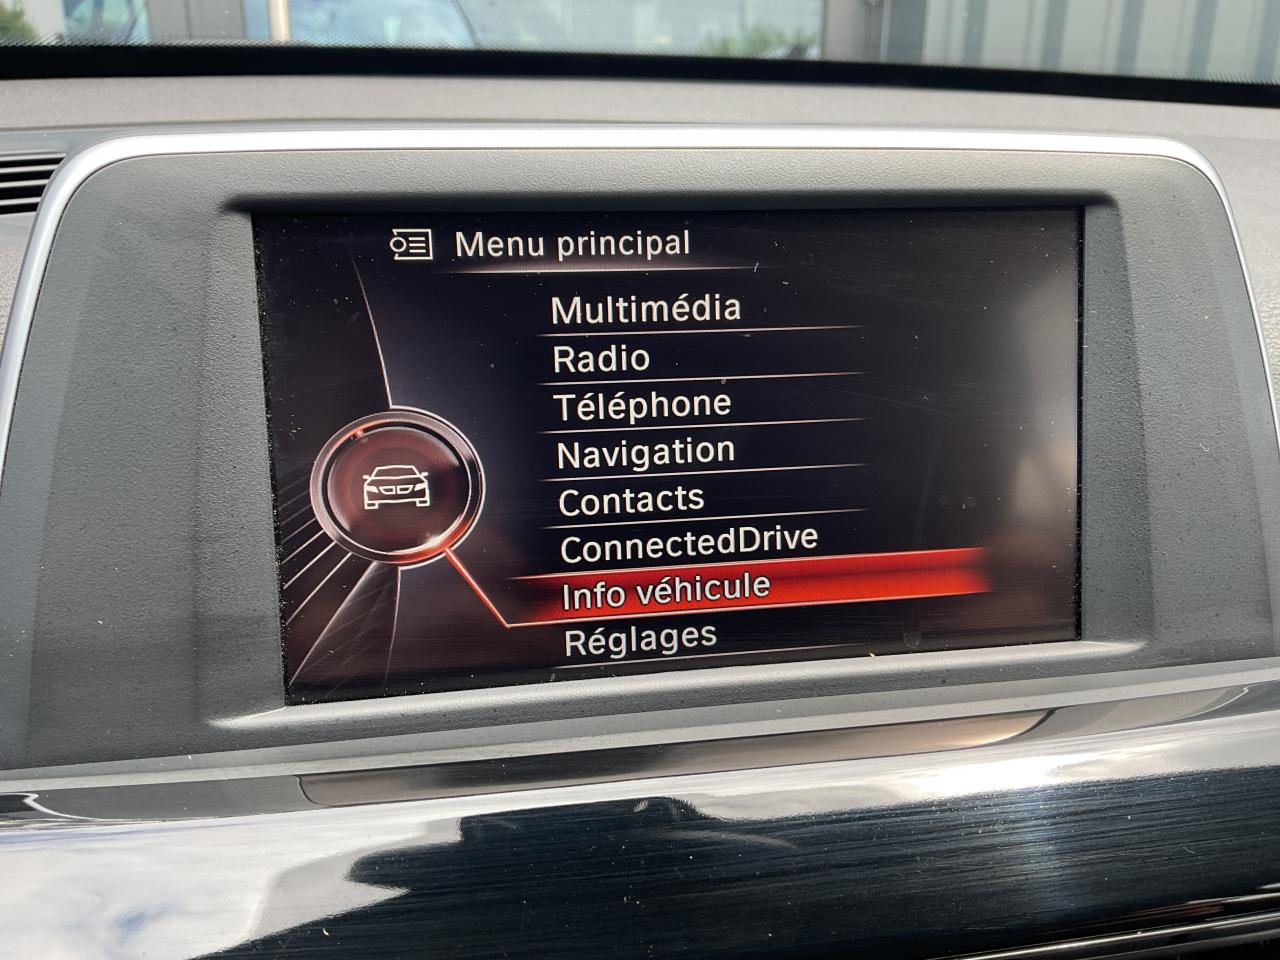 Menu principal
Multimédia
Radio
Téléphone
Navigation
Contacts
ConnectedDrive
Info véhicule
Réglages